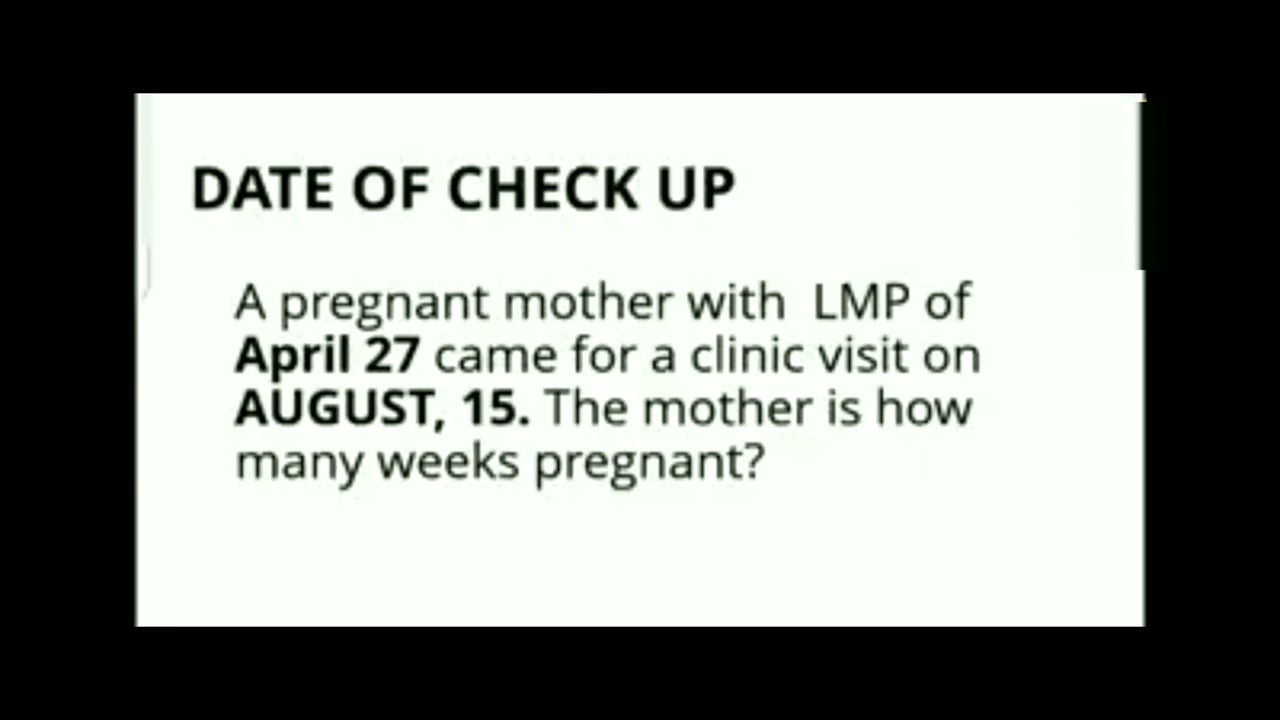 DATE OF CHECK UP
A pregnant mother with LMP of
April 27 came for a clinic visit on
AUGUST, 15. The mother is how
many weeks pregnant?